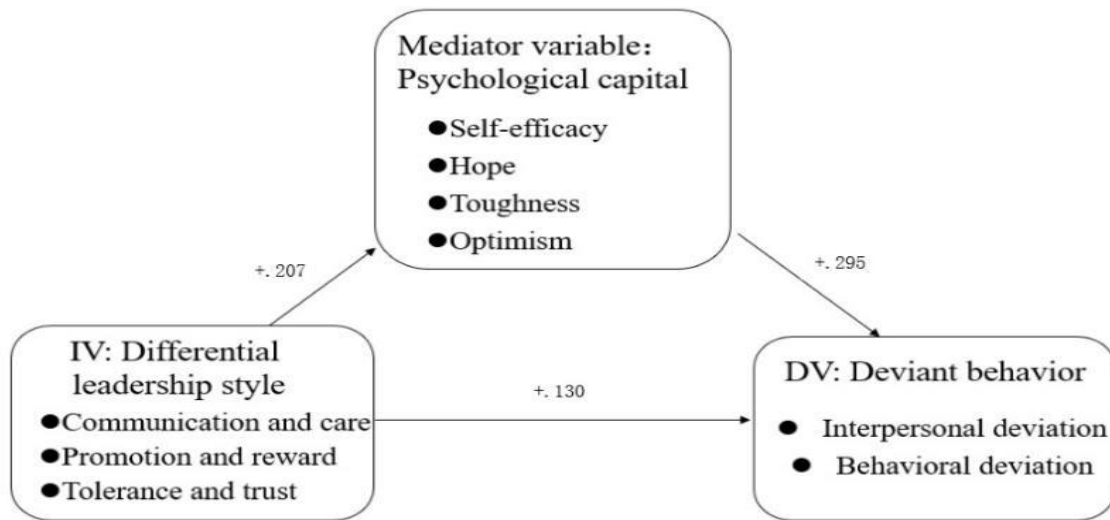 Mediator variable:
Psychological capital
●Self-efficacy
●Hope
●Toughness
●Optimism
+. 207
+. 295
IV: Differential
leadership style
●Communication and care
●Promotion and reward
●Tolerance and trust
+. 130
DV: Deviant behavior
● Interpersonal deviation
● Behavioral deviation